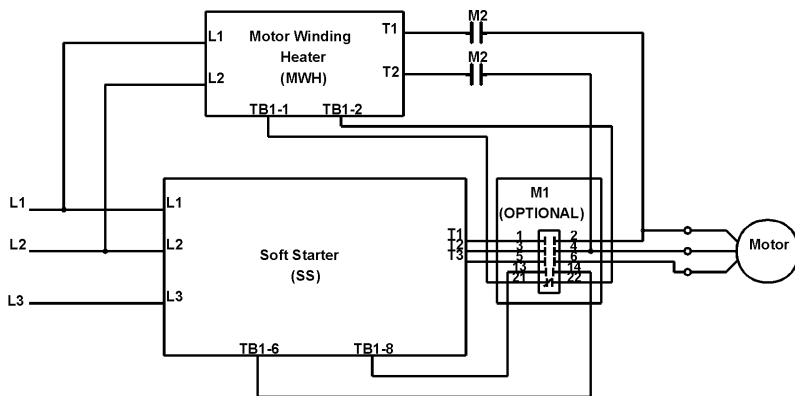 L1
Motor Winding
Heater
(MWH)
T1
M2
L2
T2
M2
TB1-1
TB1-2
M1
(OPTIONAL)
L1
L1
L2
L2
L3
L3
Soft Starter
(SS)
T1
T2
T3
1
2
3
4
5
6
13
14
21
22
Motor
TB1-6
TB1-8